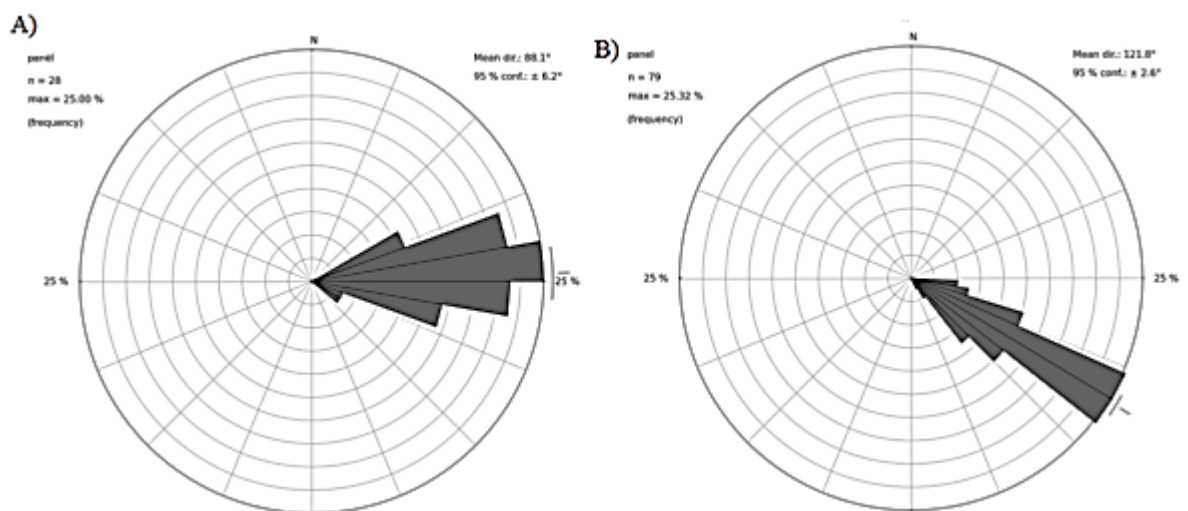 A)
panel
n = 28
max = 25.00 %
(frequency)
N
Mean dir.: 88.1°
95 % conf.: ± 6.2°
25 %
25 %
B)
panel
n = 79
max = 25.32 %
(frequency)
N
Mean dir.: 121.8°
95 % conf.: ± 2.6°
25 %
25 %